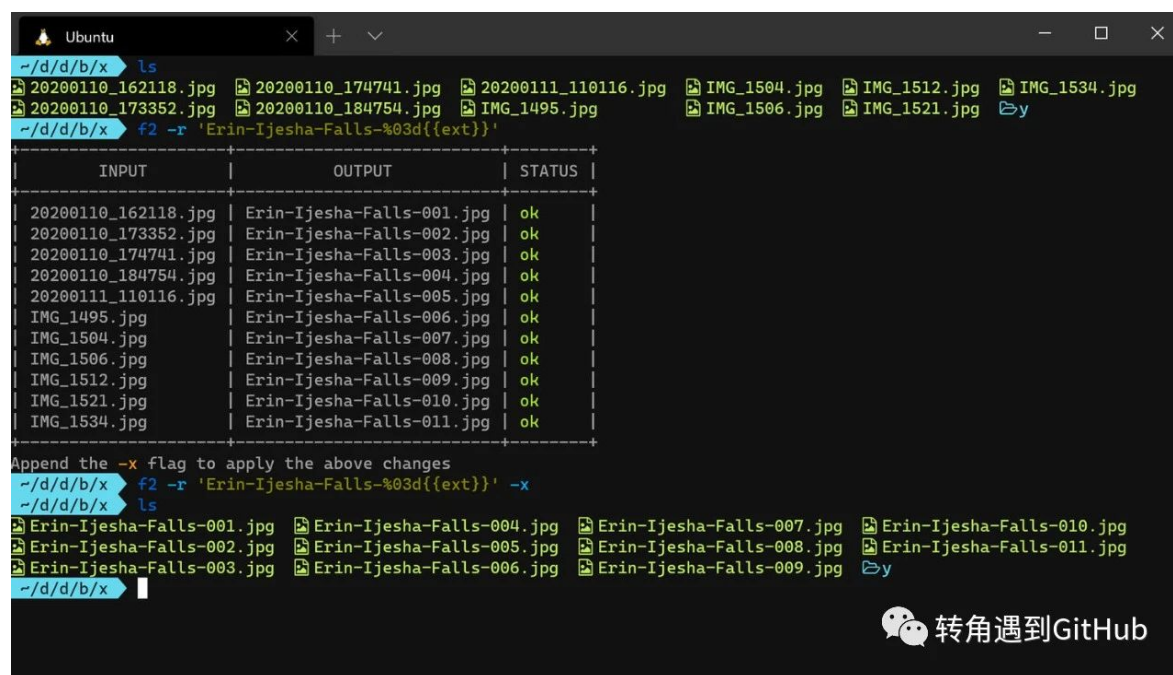 Ubuntu
~/d/d/b/x ls
20200110_162118.jpg 20200110_174741.jpg 20200111_110116.jpg IMG_1504.jpg IMG_1512.jpg IMG_1534.jpg
20200110_173352.jpg 20200110_184754.jpg IMG_1495.jpg IMG_1506.jpg IMG_1521.jpg y
~/d/d/b/x f2 -r 'Erin-Ijesha-Falls-%03d{{ext}}'
+----------------------+----------------------------+--------+
| INPUT | OUTPUT | STATUS |
+----------------------+----------------------------+--------+
| 20200110_162118.jpg | Erin-Ijesha-Falls-001.jpg | ok |
| 20200110_173352.jpg | Erin-Ijesha-Falls-002.jpg | ok |
| 20200110_174741.jpg | Erin-Ijesha-Falls-003.jpg | ok |
| 20200110_184754.jpg | Erin-Ijesha-Falls-004.jpg | ok |
| 20200111_110116.jpg | Erin-Ijesha-Falls-005.jpg | ok |
| IMG_1495.jpg | Erin-Ijesha-Falls-006.jpg | ok |
| IMG_1504.jpg | Erin-Ijesha-Falls-007.jpg | ok |
| IMG_1506.jpg | Erin-Ijesha-Falls-008.jpg | ok |
| IMG_1512.jpg | Erin-Ijesha-Falls-009.jpg | ok |
| IMG_1521.jpg | Erin-Ijesha-Falls-010.jpg | ok |
| IMG_1534.jpg | Erin-Ijesha-Falls-011.jpg | ok |
+----------------------+----------------------------+--------+
Append the -x flag to apply the above changes
~/d/d/b/x f2 -r 'Erin-Ijesha-Falls-%03d{{ext}}' -x
~/d/d/b/x ls
Erin-Ijesha-Falls-001.jpg Erin-Ijesha-Falls-004.jpg Erin-Ijesha-Falls-007.jpg Erin-Ijesha-Falls-010.jpg
Erin-Ijesha-Falls-002.jpg Erin-Ijesha-Falls-005.jpg Erin-Ijesha-Falls-008.jpg Erin-Ijesha-Falls-011.jpg
Erin-Ijesha-Falls-003.jpg Erin-Ijesha-Falls-006.jpg Erin-Ijesha-Falls-009.jpg y
~/d/d/b/x
转角遇到GitHub